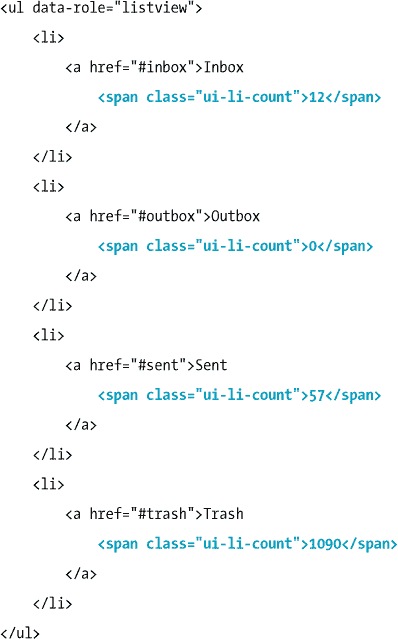 <ul data-role="listview">
<li>
<a href="#inbox">Inbox
<span class="ui-li-count">12</span>
</a>
</li>
<li>
<a href="#outbox">Outbox
<span class="ui-li-count">0</span>
</a>
</li>
<li>
<a href="#sent">Sent
<span class="ui-li-count">57</span>
</a>
</li>
<li>
<a href="#trash">Trash
<span class="ui-li-count">1090</span>
</a>
</li>
</ul>